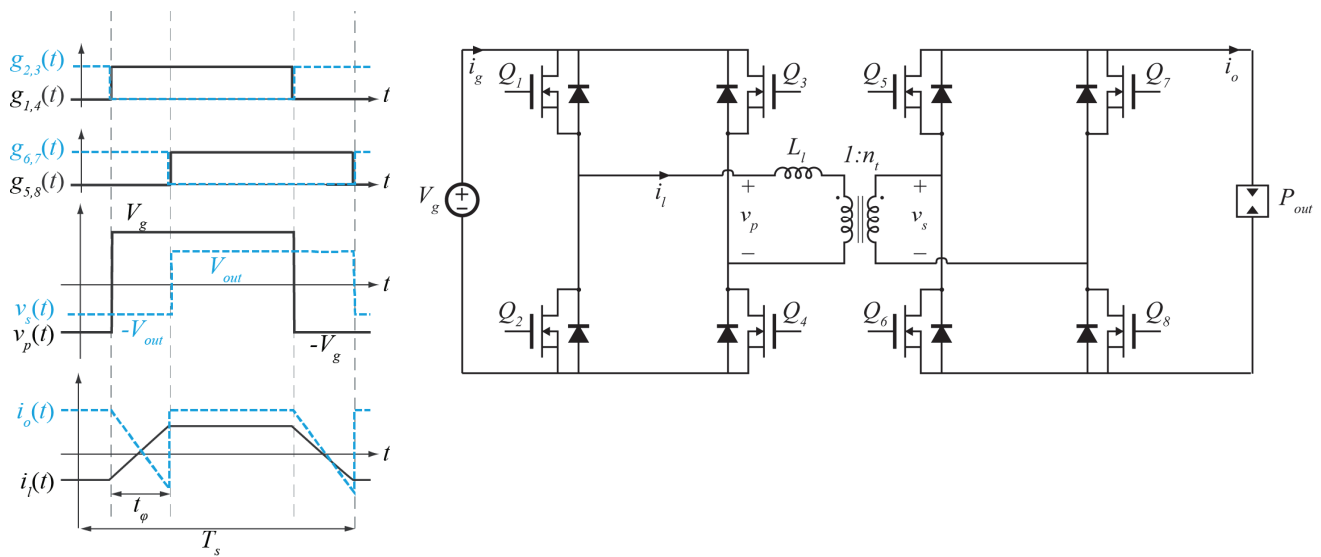 g2,3(t)
g1,4(t)
t
g6,7(t)
g5,8(t)
t
Vg
Vout
t
vs(t)
vp(t)
-Vout
-Vg
io(t)
t
il(t)
tφ
Ts
ig
Q1
Q3
Q5
Q7
io
Ll
1:nt
il
Vg
+
vp
–
+
vs
–
Pout
Q2
Q4
Q6
Q8